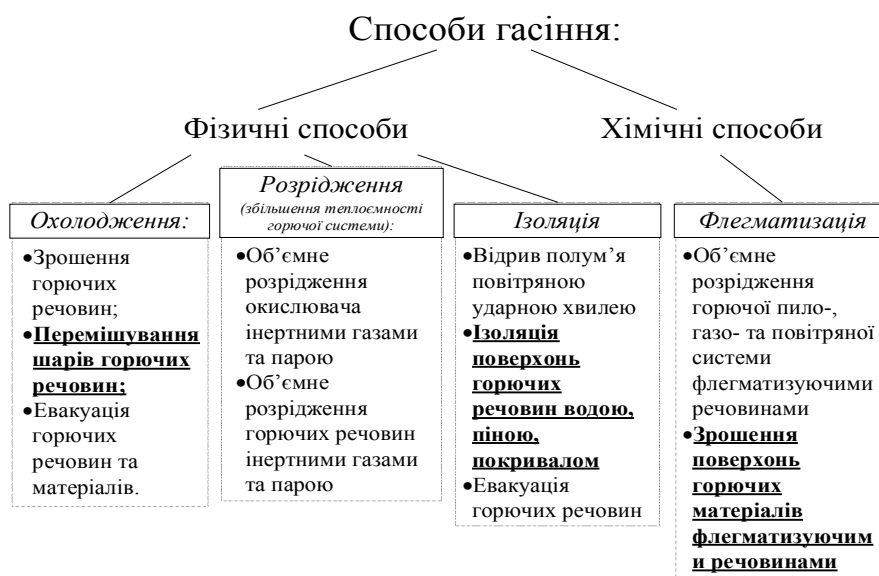 Способи гасіння:
Фізичні способи
Хімічні способи
Охолодження:
•Зрошення
горючих
речовин;
•Перемішування
шарів горючих
речовин;
•Евакуація
горючих
речовин та
матеріалів.
Розрідження
(збільшення теплоємності
горючої системи):
•Об’ємне
розрідження
окислювача
інертними газами
та парою
•Об’ємне
розрідження
горючих речовин
інертними газами
та парою
Ізоляція
•Відрив полум’я
повітряною
ударною хвилею
•Ізоляція
поверхонь
горючих
речовин водою,
піною,
покривалом
•Евакуація
горючих речовин
Флегматизація
•Об’ємне
розрідження
горючої пило-,
газо- та повітряної
системи
флегматизуючими
речовинами
•Зрошення
поверхонь
горючих
матеріалів
флегматизуючим
и речовинами